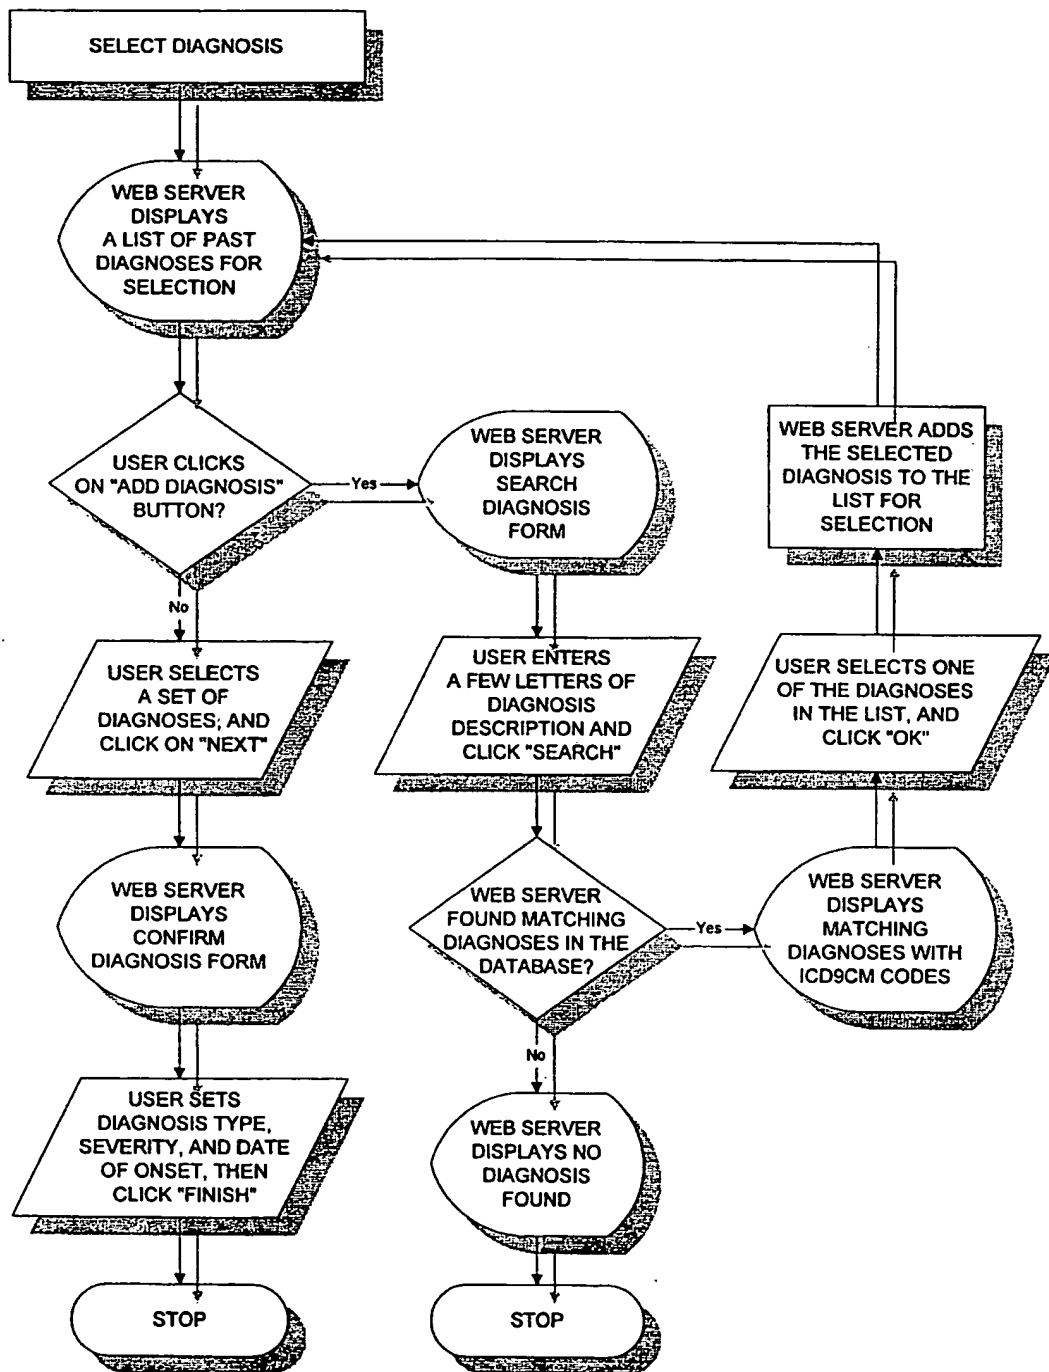 SELECT DIAGNOSIS
WEB SERVER
DISPLAYS
A LIST OF PAST
DIAGNOSES FOR
SELECTION
USER CLICKS
ON "ADD DIAGNOSIS"
BUTTON?
Yes
No
WEB SERVER
DISPLAYS
SEARCH
DIAGNOSIS
FORM
WEB SERVER ADDS
THE SELECTED
DIAGNOSIS TO THE
LIST FOR
SELECTION
USER SELECTS
A SET OF
DIAGNOSES; AND
CLICK ON "NEXT"
USER ENTERS
A FEW LETTERS OF
DIAGNOSIS
DESCRIPTION AND
CLICK "SEARCH"
USER SELECTS ONE
OF THE DIAGNOSES
IN THE LIST, AND
CLICK "OK"
WEB SERVER
DISPLAYS
CONFIRM
DIAGNOSIS FORM
WEB SERVER
FOUND MATCHING
DIAGNOSES IN THE
DATABASE?
Yes
No
WEB SERVER
DISPLAYS
MATCHING
DIAGNOSES WITH
ICD9CM CODES
USER SETS
DIAGNOSIS TYPE,
SEVERITY, AND DATE
OF ONSET, THEN
CLICK "FINISH"
WEB SERVER
DISPLAYS NO
DIAGNOSIS
FOUND
STOP
STOP